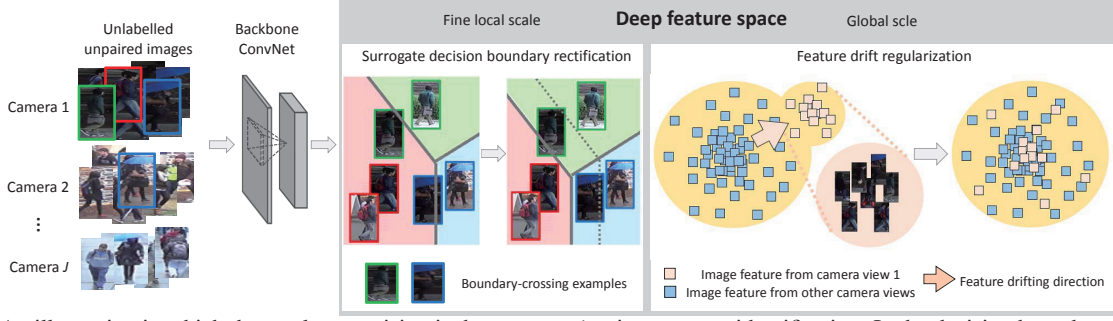 Fine local scale
Deep feature space
Global scle
Unlabelled
unpaired images
Backbone
ConvNet
Surrogate decision boundary rectification
Feature drift regularization
Camera 1
Camera 2
...
Camera J
Boundary-crossing examples
Image feature from camera view 1
Image feature from other camera views
Feature drifting direction